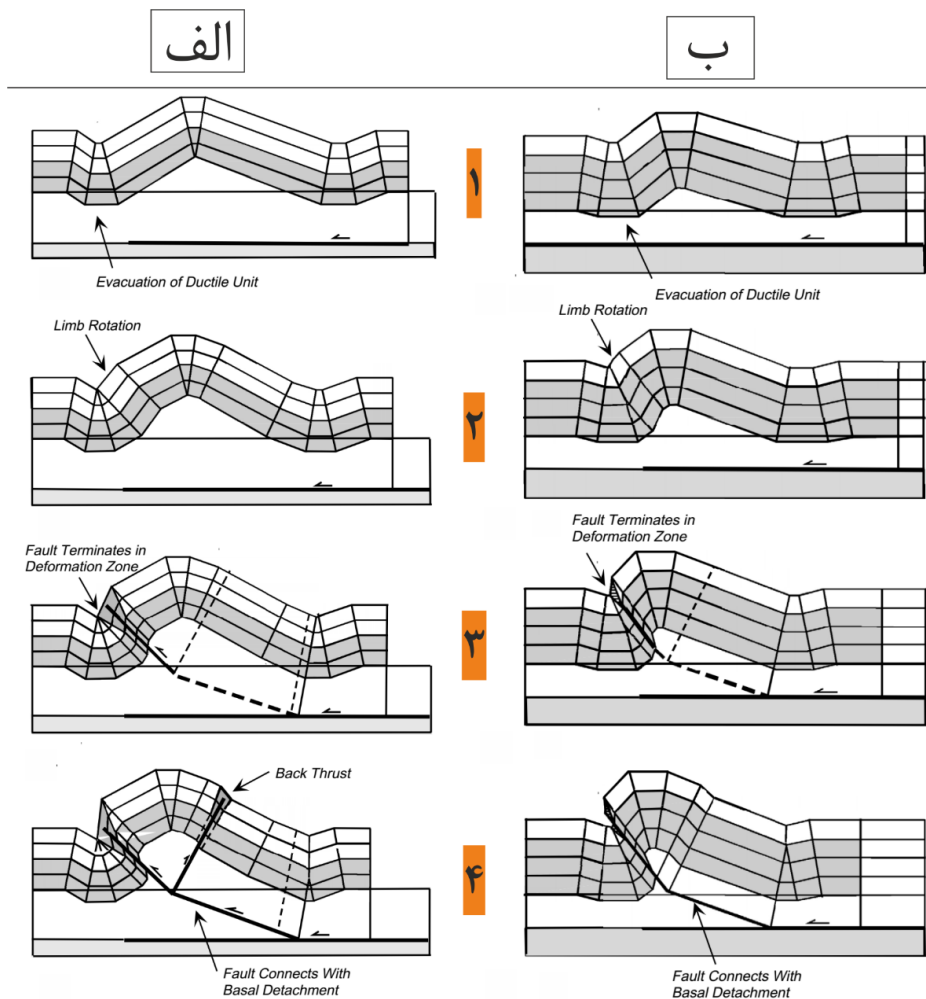 الف
ب
۱
Evacuation of Ductile Unit
Evacuation of Ductile Unit
Limb Rotation
Limb Rotation
۲
Fault Terminates in
Deformation Zone
Fault Terminates in
Deformation Zone
۳
Back Thrust
۴
Fault Connects With
Basal Detachment
Fault Connects With
Basal Detachment